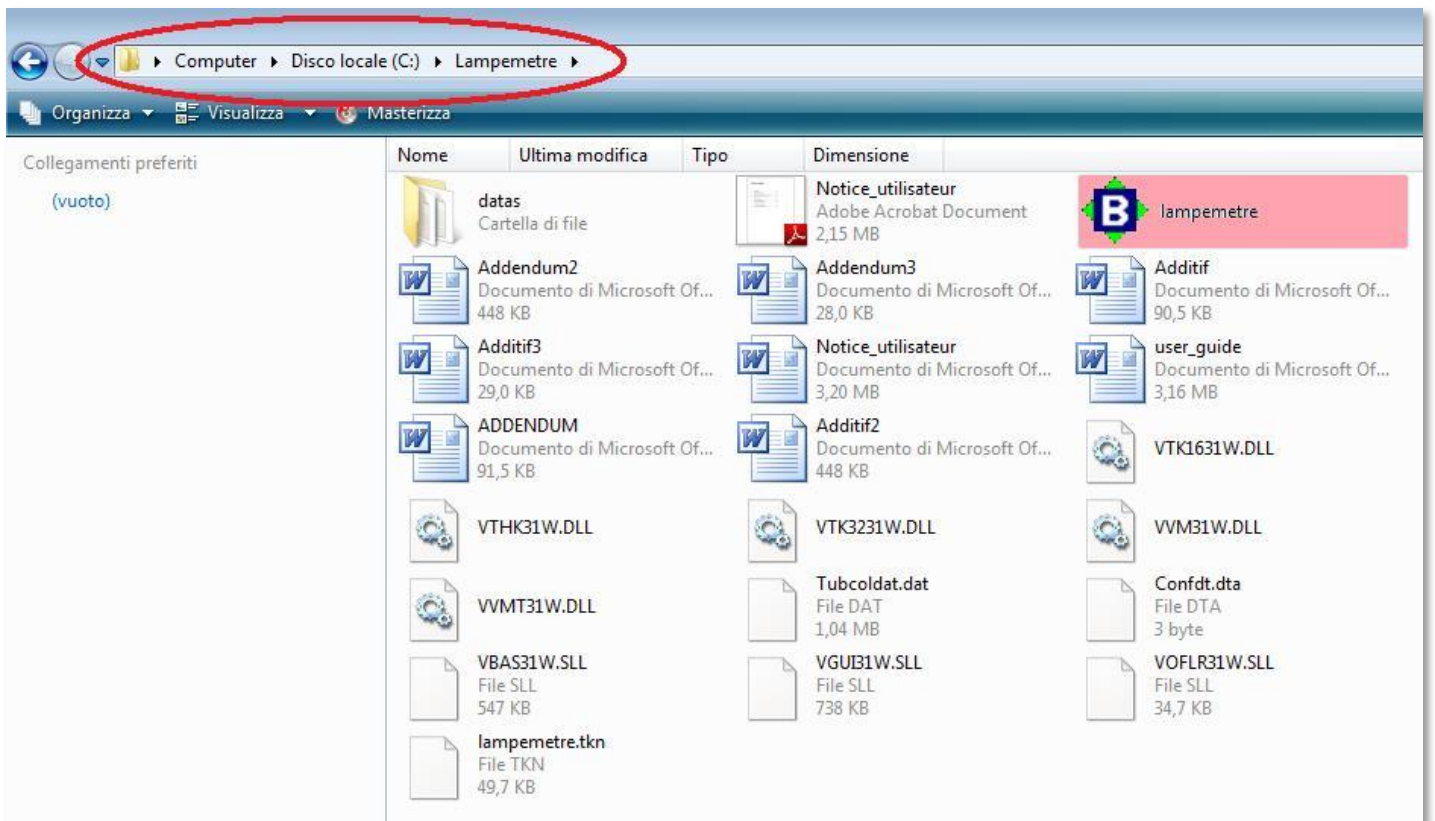 Computer ▸ Disco locale (C:) ▸ Lampemetre ▸
Organizza Visualizza Masterizza
Collegamenti preferiti
(vuoto)
Nome Ultima modifica Tipo Dimensione
datas
Cartella di file
Notice_utilisateur
Adobe Acrobat Document
2,15 MB
B
lampemetre
Addendum2
Documento di Microsoft Of...
448 KB
Addendum3
Documento di Microsoft Of...
28,0 KB
Additif
Documento di Microsoft Of...
90,5 KB
Additif3
Documento di Microsoft Of...
29,0 KB
Notice_utilisateur
Documento di Microsoft Of...
3,20 MB
user_guide
Documento di Microsoft Of...
3,16 MB
ADDENDUM
Documento di Microsoft Of...
91,5 KB
Additif2
Documento di Microsoft Of...
448 KB
VTK1631W.DLL
VTHK31W.DLL
VTK3231W.DLL
VVM31W.DLL
VVMT31W.DLL
Tubcoldat.dat
File DAT
1,04 MB
Confdt.dta
File DTA
3 byte
VBAS31W.SLL
File SLL
547 KB
VGUI31W.SLL
File SLL
738 KB
VOFLR31W.SLL
File SLL
34,7 KB
lampemetre.tkn
File TKN
49,7 KB